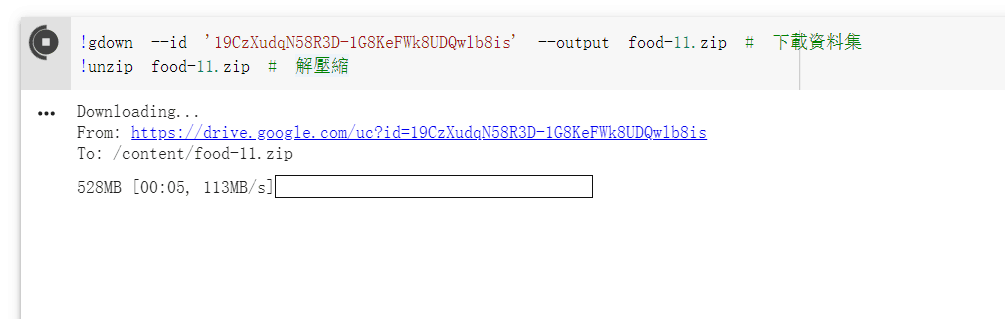 !gdown --id '19CzXudqN58R3D-1G8KeFWk8UDQwlb8is' --output food-11.zip # 下載資料集
!unzip food-11.zip # 解壓縮
Downloading...
From: https://drive.google.com/uc?id=19CzXudqN58R3D-1G8KeFWk8UDQwlb8is
To: /content/food-11.zip
528MB [00:05, 113MB/s]